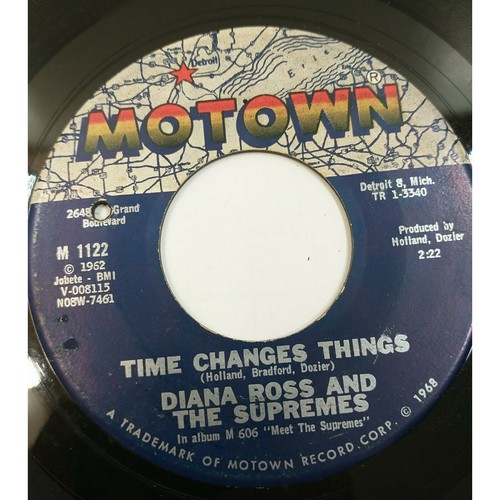 Detroit
E
MOTOWN®
2648 Grand
Boulevard
Detroit 8, Mich.
TR 1-3340
M 1122
© 1962
Jobete - BMI
V-008115
N08W-7461
Produced by
Holland, Dozier
2:22
TIME CHANGES THINGS
(Holland, Bradford, Dozier)
DIANA ROSS AND
THE SUPREMES
In album M 606 "Meet The Supremes"
A TRADEMARK OF MOTOWN RECORD CORP. © 1968